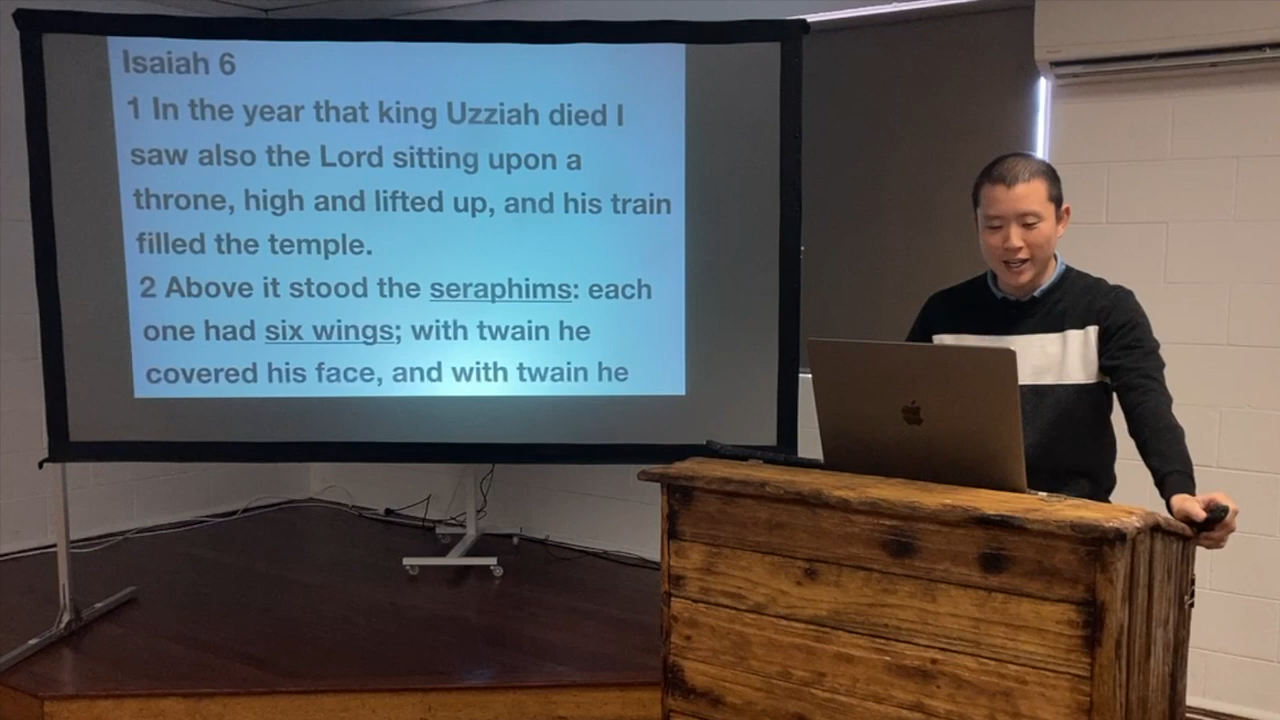 Isaiah 6
1 In the year that king Uzziah died I
saw also the Lord sitting upon a
throne, high and lifted up, and his train
filled the temple.
2 Above it stood the seraphims: each
one had six wings; with twain he
covered his face, and with twain he